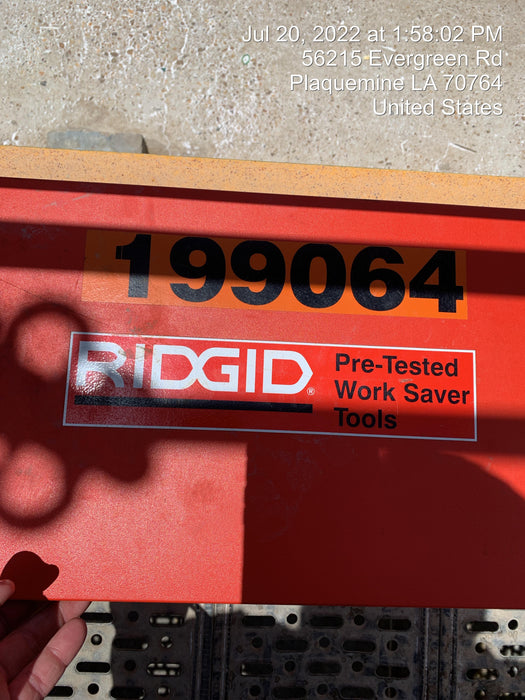 Jul 20, 2022 at 1:58:02 PM
56215 Evergreen Rd
Plaquemine LA 70764
United States
199064
RIDGID®
Pre-Tested
Work Saver
Tools